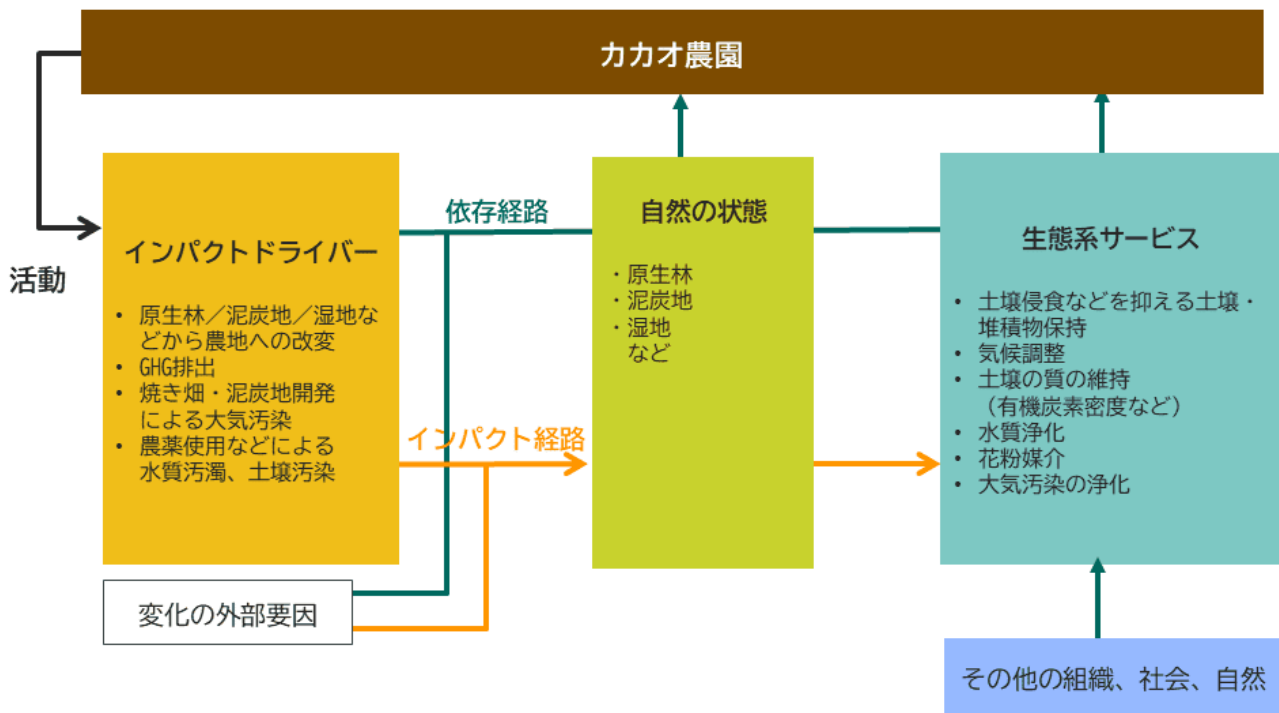 カカオ農園
活動
インパクトドライバー
• 原生林／泥炭地／湿地な
どから農地への改変
• GHG排出
• 焼き畑・泥炭地開発
による大気汚染
• 農薬使用などによる
水質汚濁、土壌汚染
変化の外部要因
依存経路
インパクト経路
自然の状態
・原生林
・泥炭地
・湿地
など
生態系サービス
• 土壌侵食などを抑える土壌・
堆積物保持
• 気候調整
• 土壌の質の維持
（有機炭素密度など）
• 水質浄化
• 花粉媒介
• 大気汚染の浄化
その他の組織、社会、自然